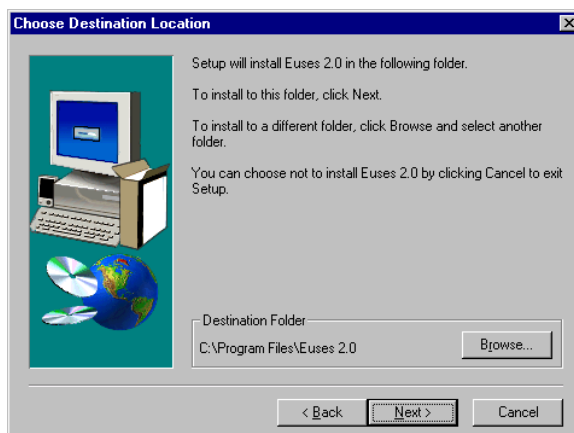 Choose Destination Location
Setup will install Euses 2.0 in the following folder.
To install to this folder, click Next.
To install to a different folder, click Browse and select another
folder.
You can choose not to install Euses 2.0 by clicking Cancel to exit
Setup.
Destination Folder
C:\Program Files\Euses 2.0
Browse...
< Back
Next >
Cancel